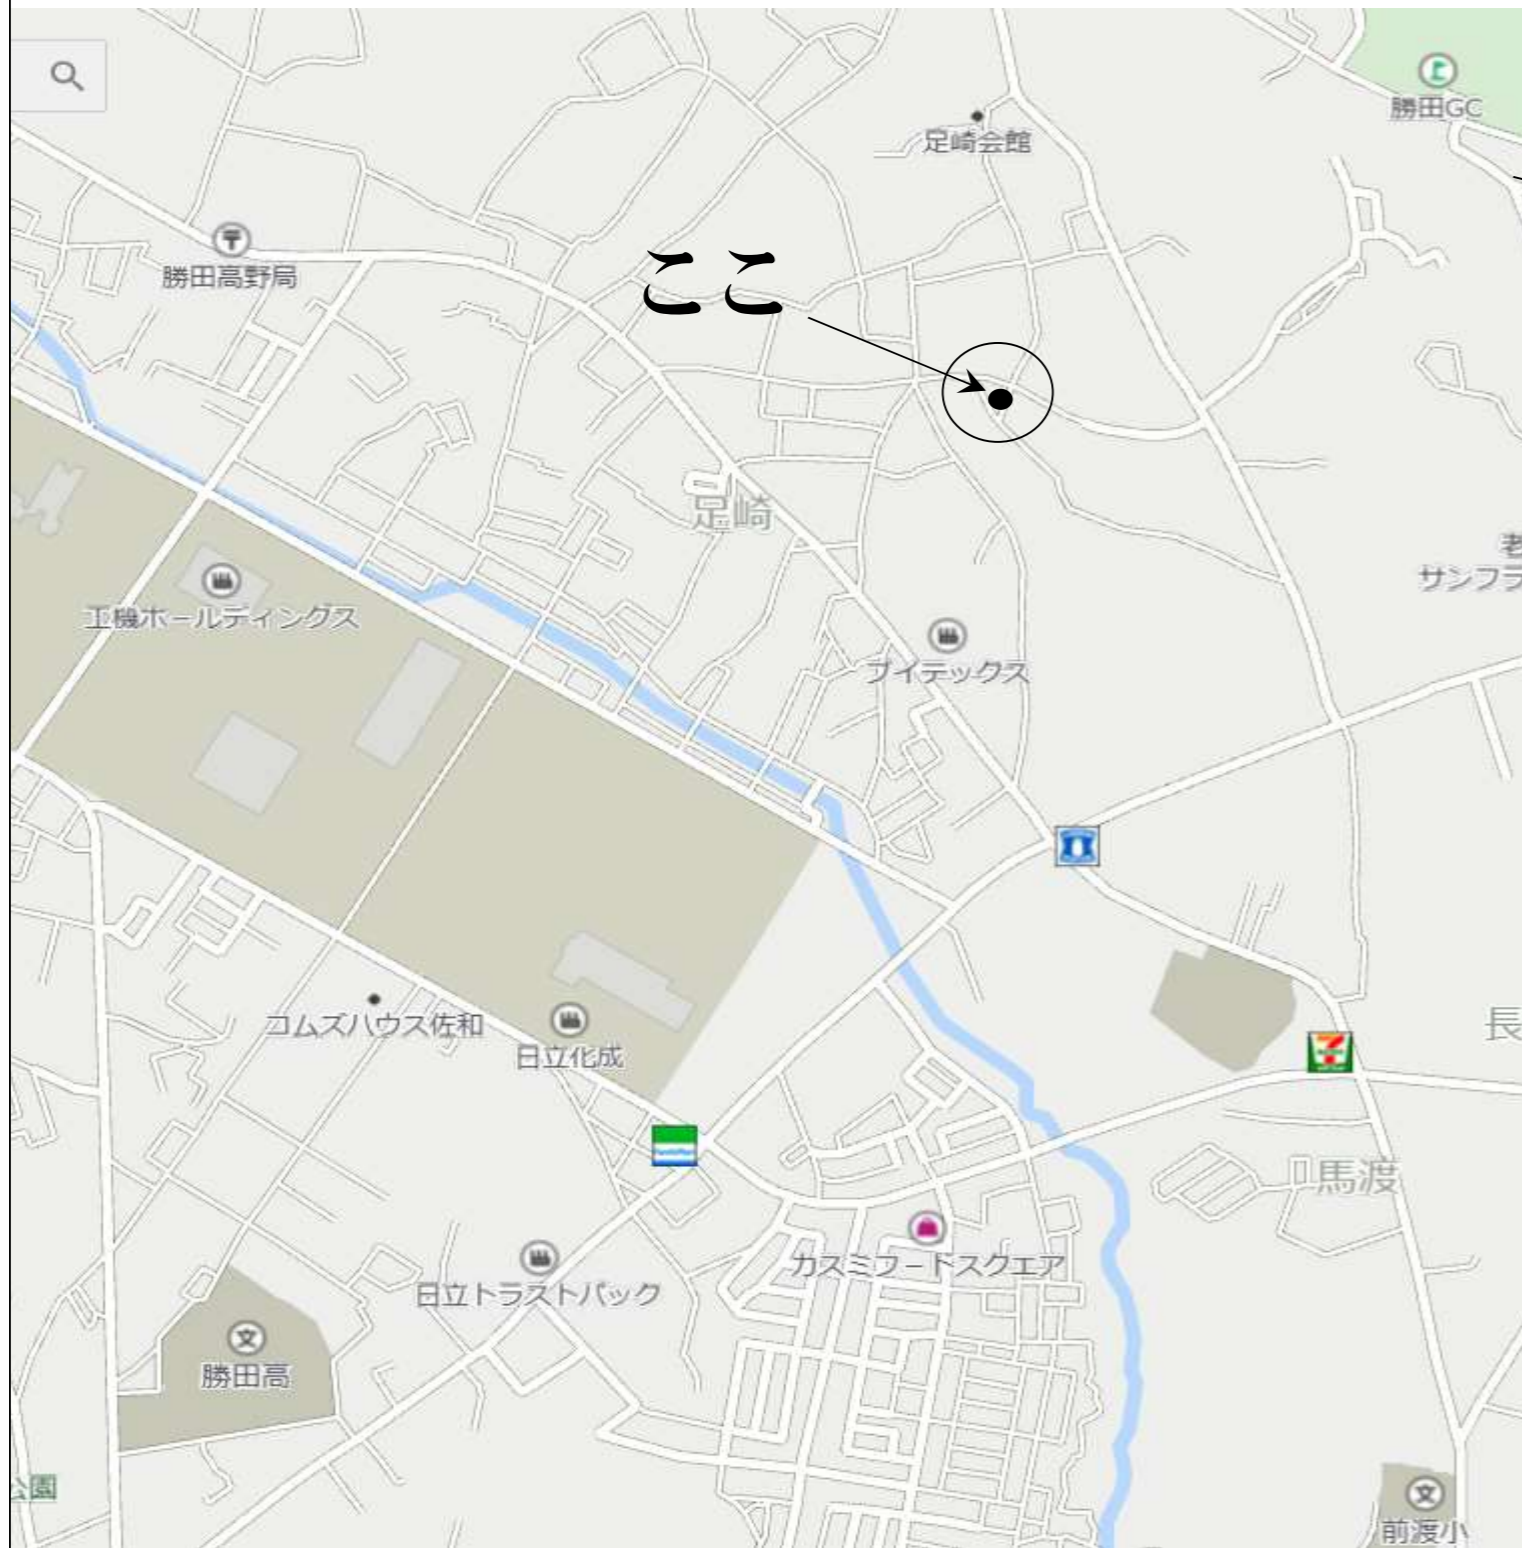 勝田GC
足崎会館
ここ
勝田高野局
足崎
サンフラ
工機ホールディングス
ブイテックス
コムズハウス佐和
長
日立化成
馬渡
カスミフードスクエア
日立トラストパック
勝田高
公園
前渡小